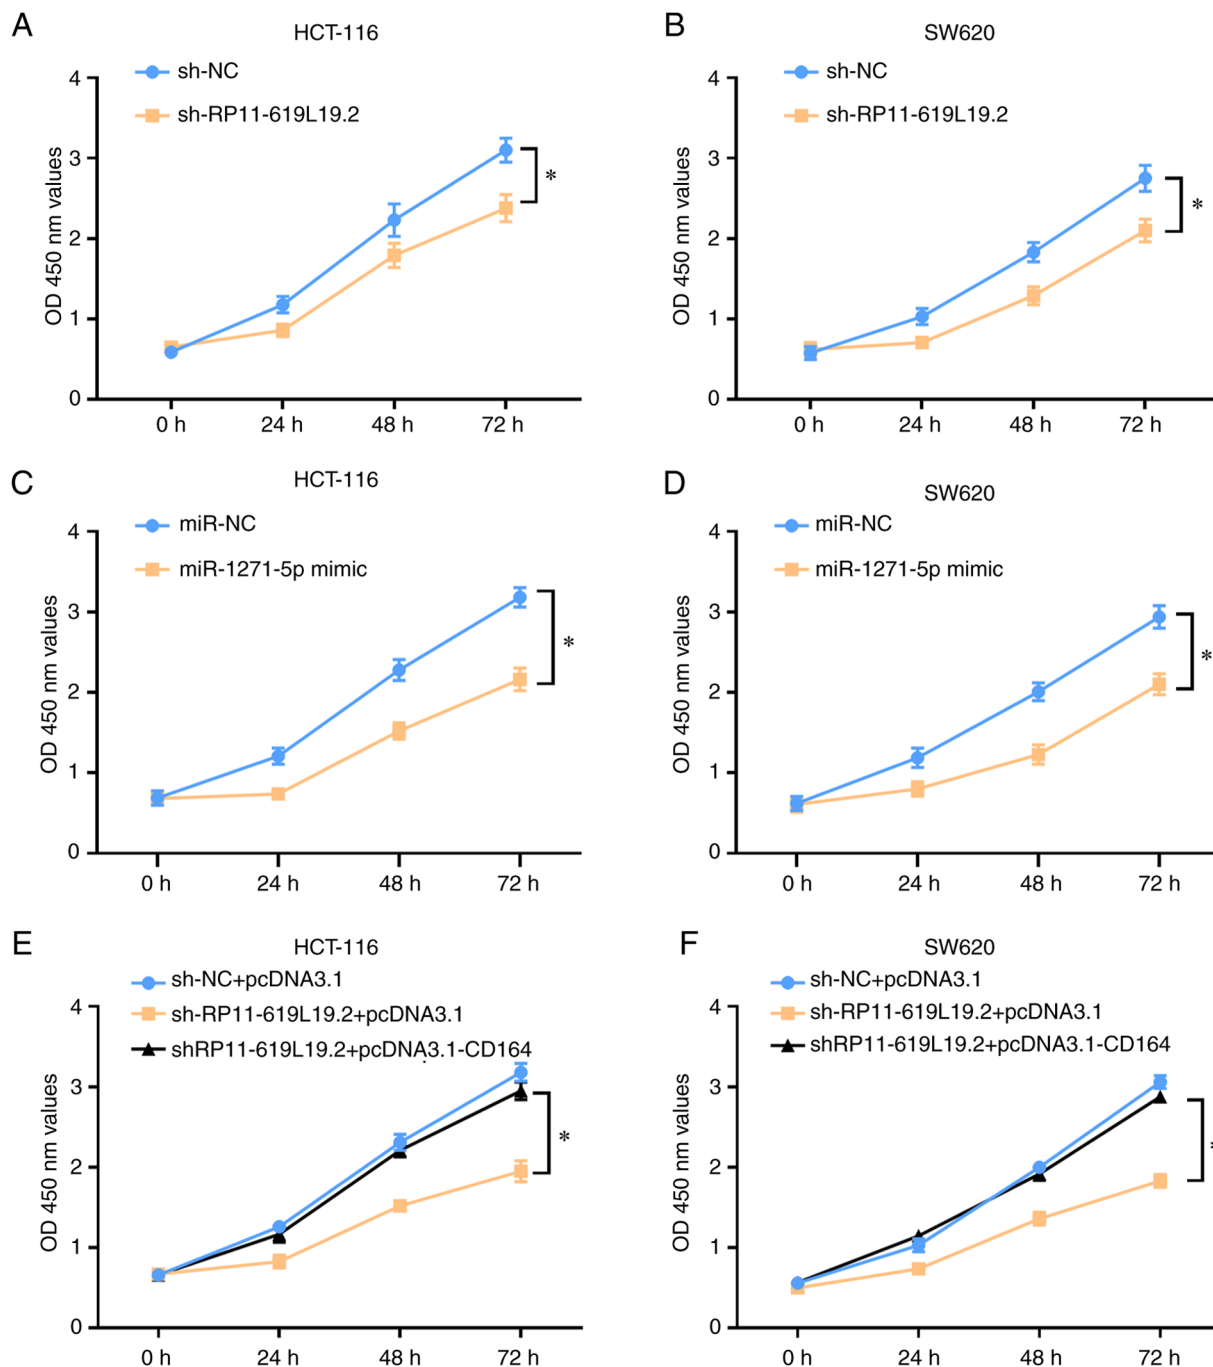 A
HCT-116
sh-NC
sh-RP11-619L19.2
4
3
2
1
0
OD 450 nm values
*
0 h 24 h 48 h 72 h
B
SW620
sh-NC
sh-RP11-619L19.2
4
3
2
1
0
OD 450 nm values
*
0 h 24 h 48 h 72 h
C
HCT-116
miR-NC
miR-1271-5p mimic
4
3
2
1
0
OD 450 nm values
*
0 h 24 h 48 h 72 h
D
SW620
miR-NC
miR-1271-5p mimic
4
3
2
1
0
OD 450 nm values
*
0 h 24 h 48 h 72 h
E
HCT-116
sh-NC+pcDNA3.1
sh-RP11-619L19.2+pcDNA3.1
shRP11-619L19.2+pcDNA3.1-CD164
4
3
2
1
0
OD 450 nm values
*
0 h 24 h 48 h 72 h
F
SW620
sh-NC+pcDNA3.1
sh-RP11-619L19.2+pcDNA3.1
shRP11-619L19.2+pcDNA3.1-CD164
4
3
2
1
0
OD 450 nm values
*
0 h 24 h 48 h 72 h